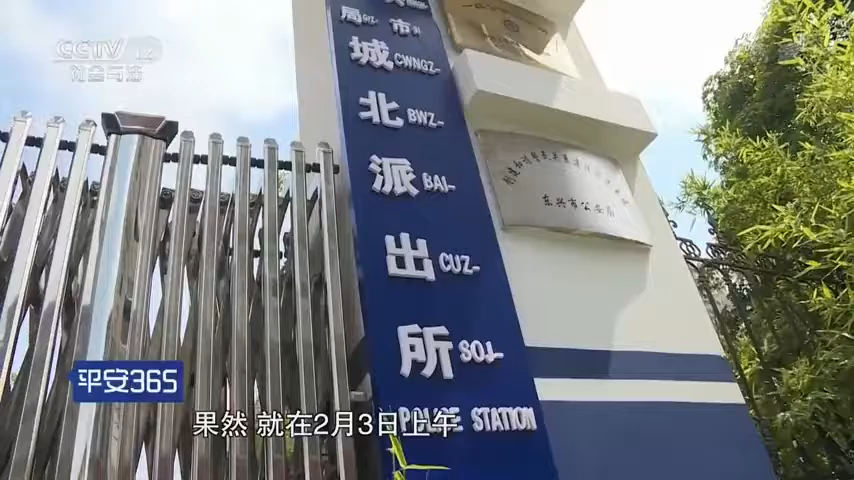 CCTV 12
社会与法
局 市
城 CWNGZ-
北 BWZ-
派 BAI-
出 CUZ-
所 SOJ-
POLICE STATION
东兴市公安局
平安365
果然 就在2月3日上午